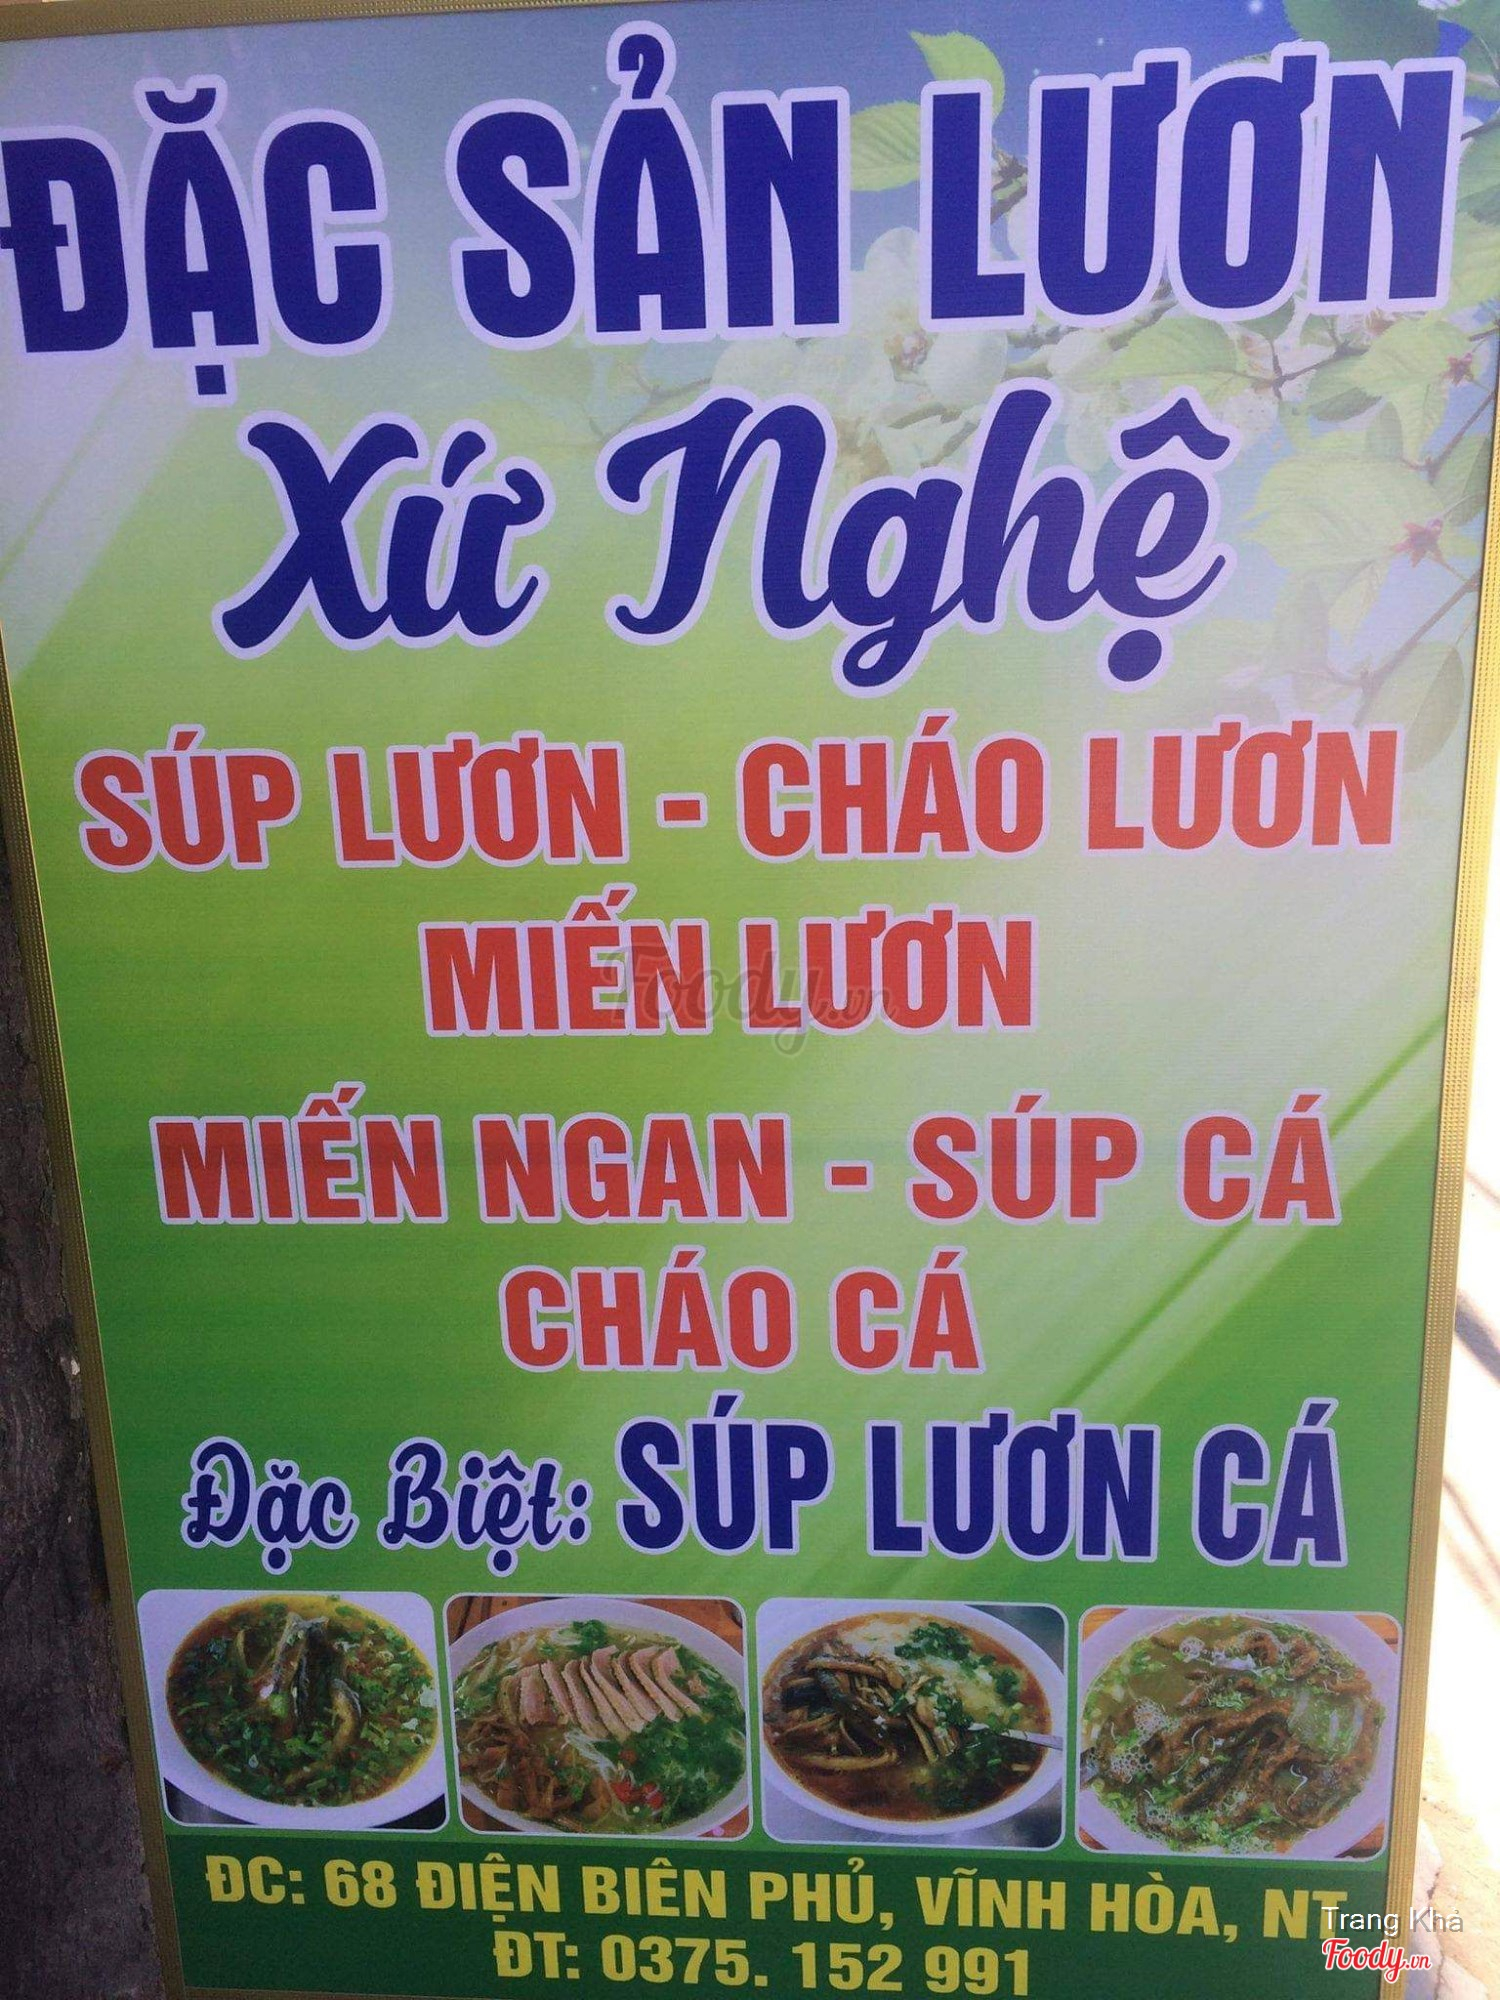 ĐẶC SẢN LƯƠN
Xứ Nghệ
SÚP LƯƠN - CHÁO LƯƠN
MIẾN LƯƠN
Foody.vn
MIẾN NGAN - SÚP CÁ
CHÁO CÁ
Đặc Biệt: SÚP LƯƠN CÁ
ĐC: 68 ĐIỆN BIÊN PHỦ, VĨNH HÒA, NT
ĐT: 0375. 152 991
Trang Khả
Foody.vn